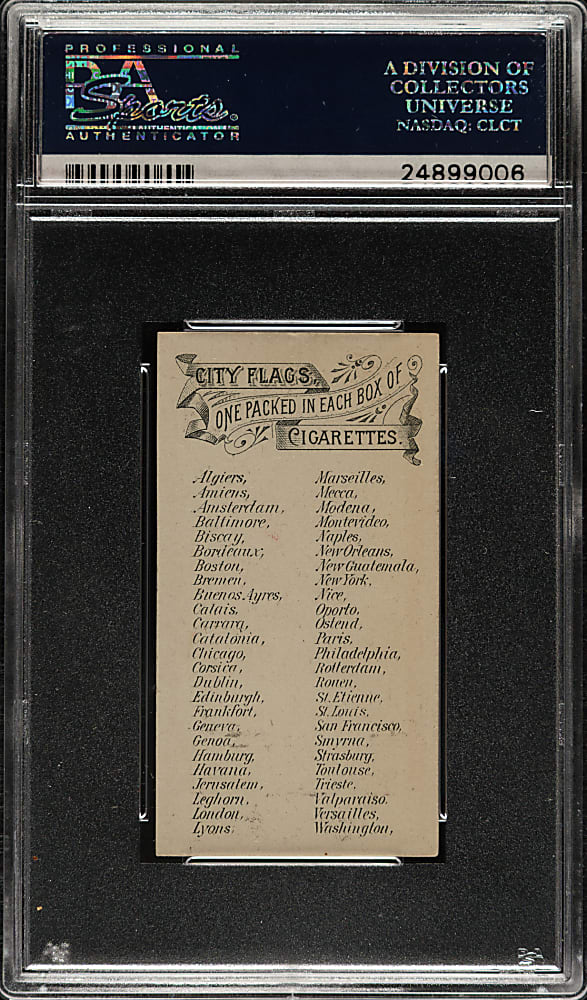 PROFESSIONAL
PSA
Sports
AUTHENTICATOR
A DIVISION OF
COLLECTORS
UNIVERSE
NASDAQ: CLCT
24899006
CITY FLAGS,
ONE PACKED IN EACH BOX OF
CIGARETTES.
Algiers,
Amiens,
Amsterdam,
Baltimore,
Biscay,
Bordeaux,
Boston,
Bremen,
Buenos Ayres,
Calais,
Carrara,
Catalonia,
Chicago,
Corsica,
Dublin,
Edinburgh,
Frankfort,
Geneva,
Genoa,
Hamburg,
Havana,
Jerusalem,
Leghorn,
London,
Lyons,
Marseilles,
Mecca,
Modena,
Montevideo,
Naples,
New Orleans,
New Guatemala,
New York,
Nice,
Oporto,
Ostend,
Paris,
Philadelphia,
Rotterdam,
Rouen,
St. Etienne,
St. Louis,
San Francisco,
Smyrna,
Strasburg,
Toulouse,
Trieste,
Valparaiso.
Versailles,
Washington,